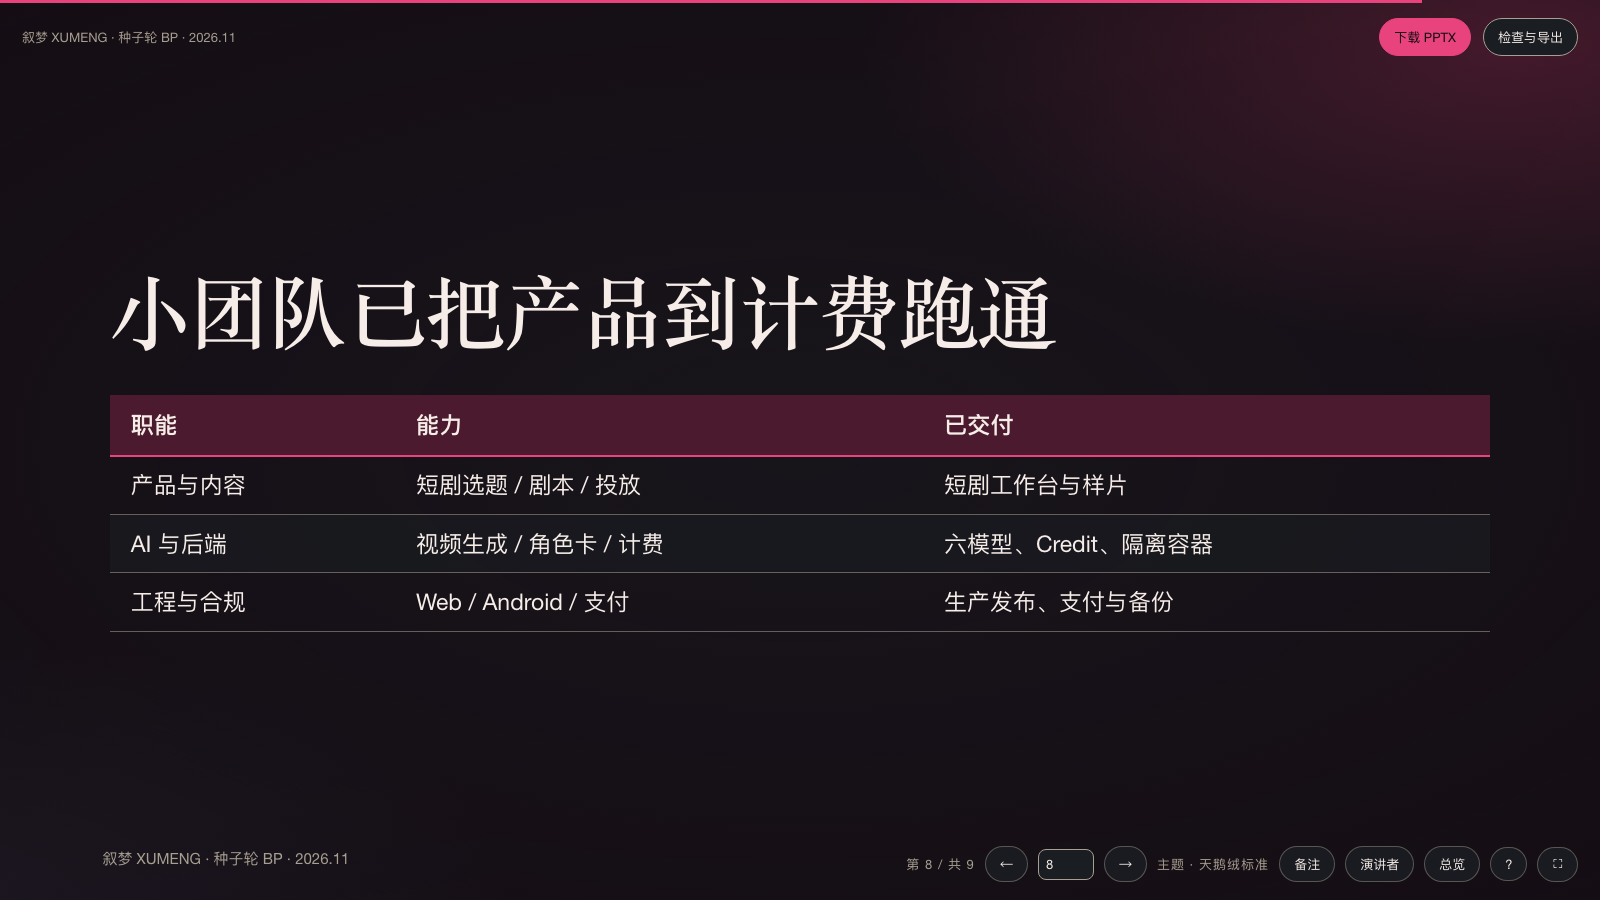 叙梦 XUMENG · 种子轮 BP · 2026.11
下载 PPTX
检查与导出
小团队已把产品到计费跑通
职能 能力 已交付
产品与内容 短剧选题 / 剧本 / 投放 短剧工作台与样片
AI 与后端 视频生成 / 角色卡 / 计费 六模型、Credit、隔离容器
工程与合规 Web / Android / 支付 生产发布、支付与备份
叙梦 XUMENG · 种子轮 BP · 2026.11
第 8 / 共 9 ← 8 → 主题 · 天鹅绒标准 备注 演讲者 总览 ?